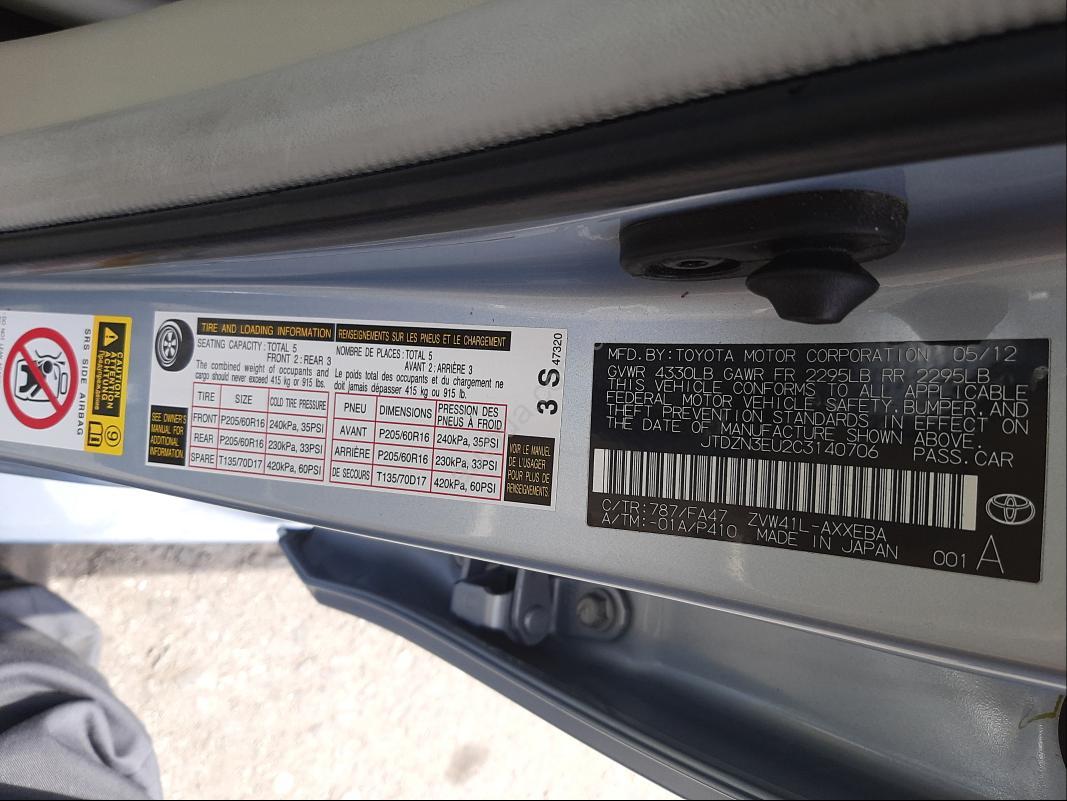 CAUTION
ATTENTION
ACHTUNG
SRS SIDE AIRBAG
TIRE AND LOADING INFORMATION
SEATING CAPACITY : TOTAL 5
FRONT 2 : REAR 3
The combined weight of occupants and
cargo should never exceed 415 kg or 915 lbs.
TIRE SIZE COLD TIRE PRESSURE
FRONT P205/60R16 240kPa, 35PSI
REAR P205/60R16 230kPa, 33PSI
SPARE T135/70D17 420kPa, 60PSI
SEE OWNER'S
MANUAL FOR
ADDITIONAL
INFORMATION
RENSEIGNEMENTS SUR LES PNEUS ET LE CHARGEMENT
NOMBRE DE PLACES : TOTAL 5
AVANT 2 : ARRIÈRE 3
Le poids total des occupants et du chargement ne
doit jamais dépasser 415 kg ou 915 lb.
PNEU DIMENSIONS PRESSION DES PNEUS À FROID
AVANT P205/60R16 240kPa, 35PSI
ARRIÈRE P205/60R16 230kPa, 33PSI
DE SECOURS T135/70D17 420kPa, 60PSI
VOIR LE MANUEL
DE L'USAGER
POUR PLUS DE
RENSEIGNEMENTS
3 S 47320
MFD. BY: TOYOTA MOTOR CORPORATION 05/12
GVWR 4330LB GAWR FR 2295LB RR 2295LB
THIS VEHICLE CONFORMS TO ALL APPLICABLE
FEDERAL MOTOR VEHICLE SAFETY, BUMPER, AND
THEFT PREVENTION STANDARDS IN EFFECT ON
THE DATE OF MANUFACTURE SHOWN ABOVE.
JTDZN3EU2C3140706 PASS. CAR
C/TR: 787/FA47 ZVW41L-AXXEBA
A/TM: -01A/P410 MADE IN JAPAN
001 A